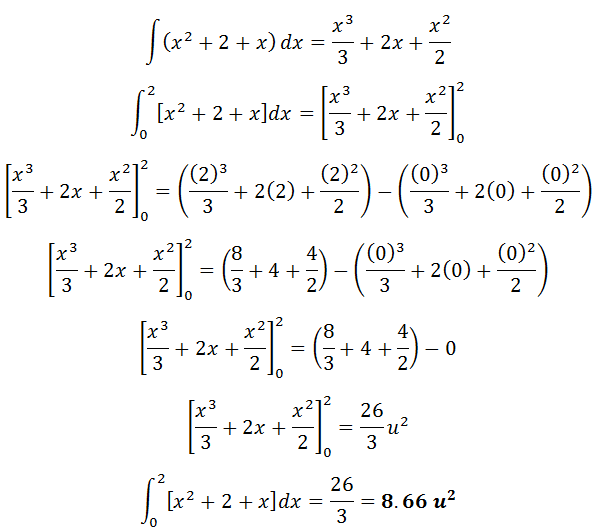 ∫(x² + 2 + x) dx = x³/3 + 2x + x²/2
∫₀² [x² + 2 + x]dx = [x³/3 + 2x + x²/2]₀²
[x³/3 + 2x + x²/2]₀² = ((2)³/3 + 2(2) + (2)²/2) − ((0)³/3 + 2(0) + (0)²/2)
[x³/3 + 2x + x²/2]₀² = (8/3 + 4 + 4/2) − ((0)³/3 + 2(0) + (0)²/2)
[x³/3 + 2x + x²/2]₀² = (8/3 + 4 + 4/2) − 0
[x³/3 + 2x + x²/2]₀² = 26/3 u²
∫₀² [x² + 2 + x]dx = 26/3 = 8.66 u²